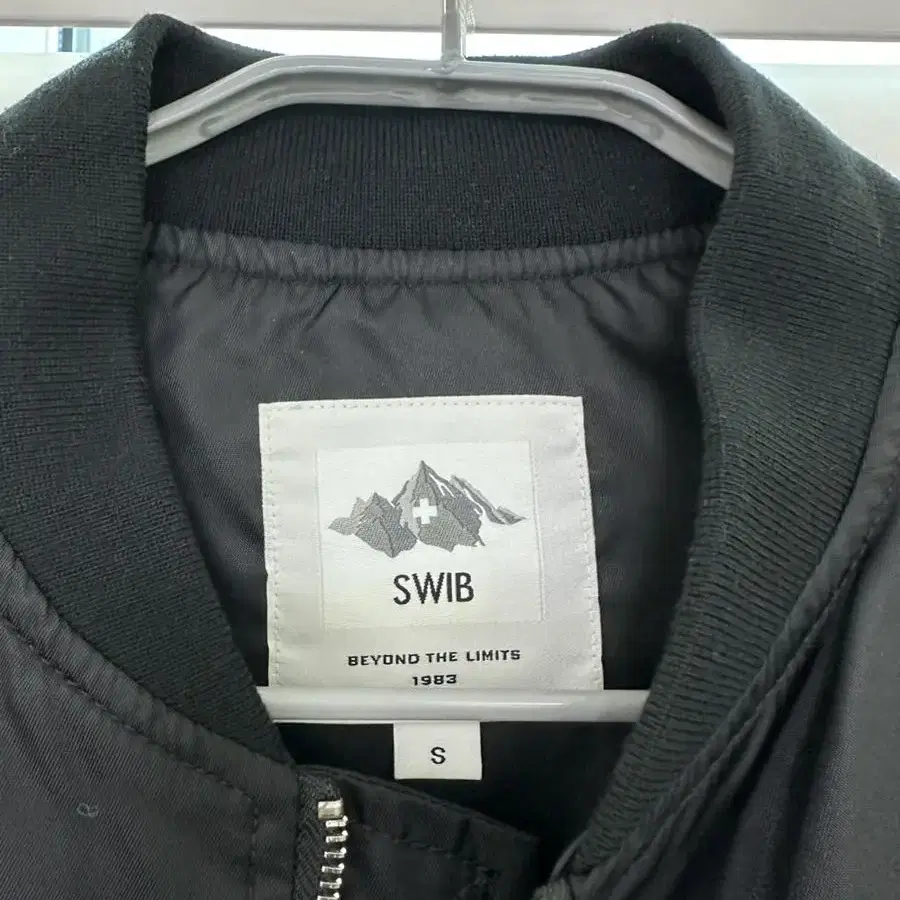 SWIB
BEYOND THE LIMITS
1983
S